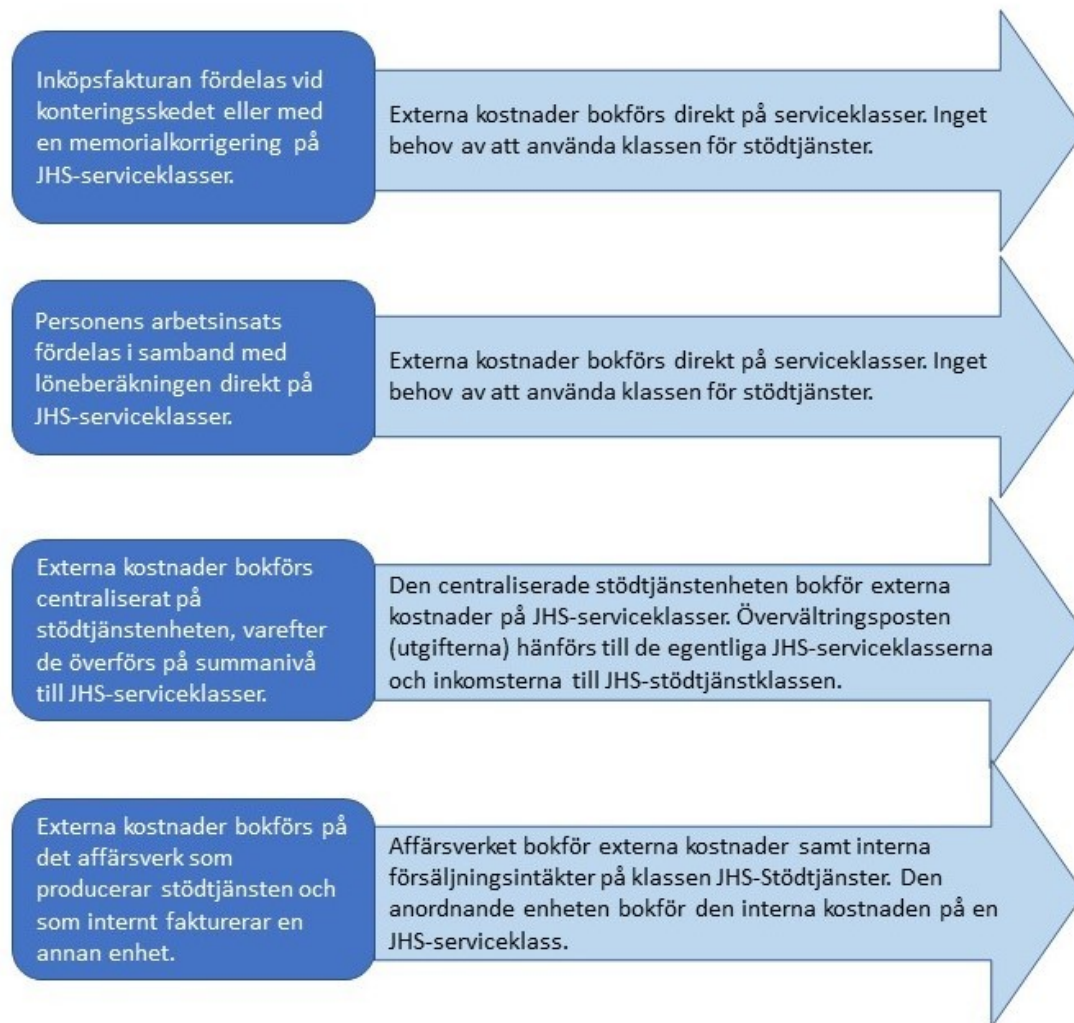 Inköpsfakturan fördelas vid
konteringsskedet eller med
en memorialkorrigering på
JHS-serviceklasser.
Externa kostnader bokförs direkt på serviceklasser. Inget
behov av att använda klassen för stödtjänster.
Personens arbetsinsats
fördelas i samband med
löneberäkningen direkt på
JHS-serviceklasser.
Externa kostnader bokförs direkt på serviceklasser. Inget
behov av att använda klassen för stödtjänster.
Externa kostnader bokförs
centraliserat på
stödtjänstenheten, varefter
de överförs på summanivå
till JHS-serviceklasser.
Den centraliserade stödtjänstenheten bokför externa
kostnader på JHS-serviceklasser. Övervältringsposten
(utgifterna) hänförs till de egentliga JHS-serviceklasserna
och inkomsterna till JHS-stödtjänstklassen.
Externa kostnader bokförs på
det affärsverk som
producerar stödtjänsten och
som internt fakturerar en
annan enhet.
Affärsverket bokför externa kostnader samt interna
försäljningsintäkter på klassen JHS-Stödtjänster. Den
anordnande enheten bokför den interna kostnaden på en
JHS-serviceklass.